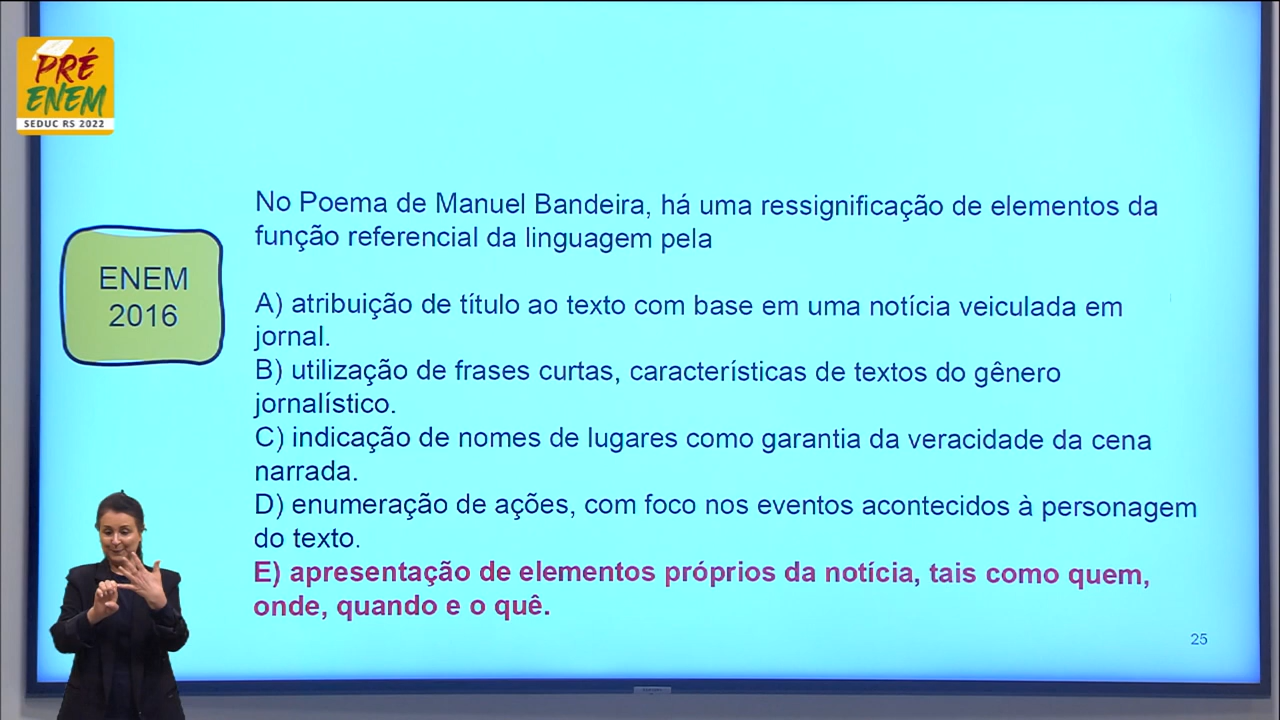 PRÉ
ENEM
SEDUC RS 2022
ENEM
2016
No Poema de Manuel Bandeira, há uma ressignificação de elementos da
função referencial da linguagem pela
A) atribuição de título ao texto com base em uma notícia veiculada em
jornal.
B) utilização de frases curtas, características de textos do gênero
jornalístico.
C) indicação de nomes de lugares como garantia da veracidade da cena
narrada.
D) enumeração de ações, com foco nos eventos acontecidos à personagem
do texto.
E) apresentação de elementos próprios da notícia, tais como quem,
onde, quando e o quê.
25